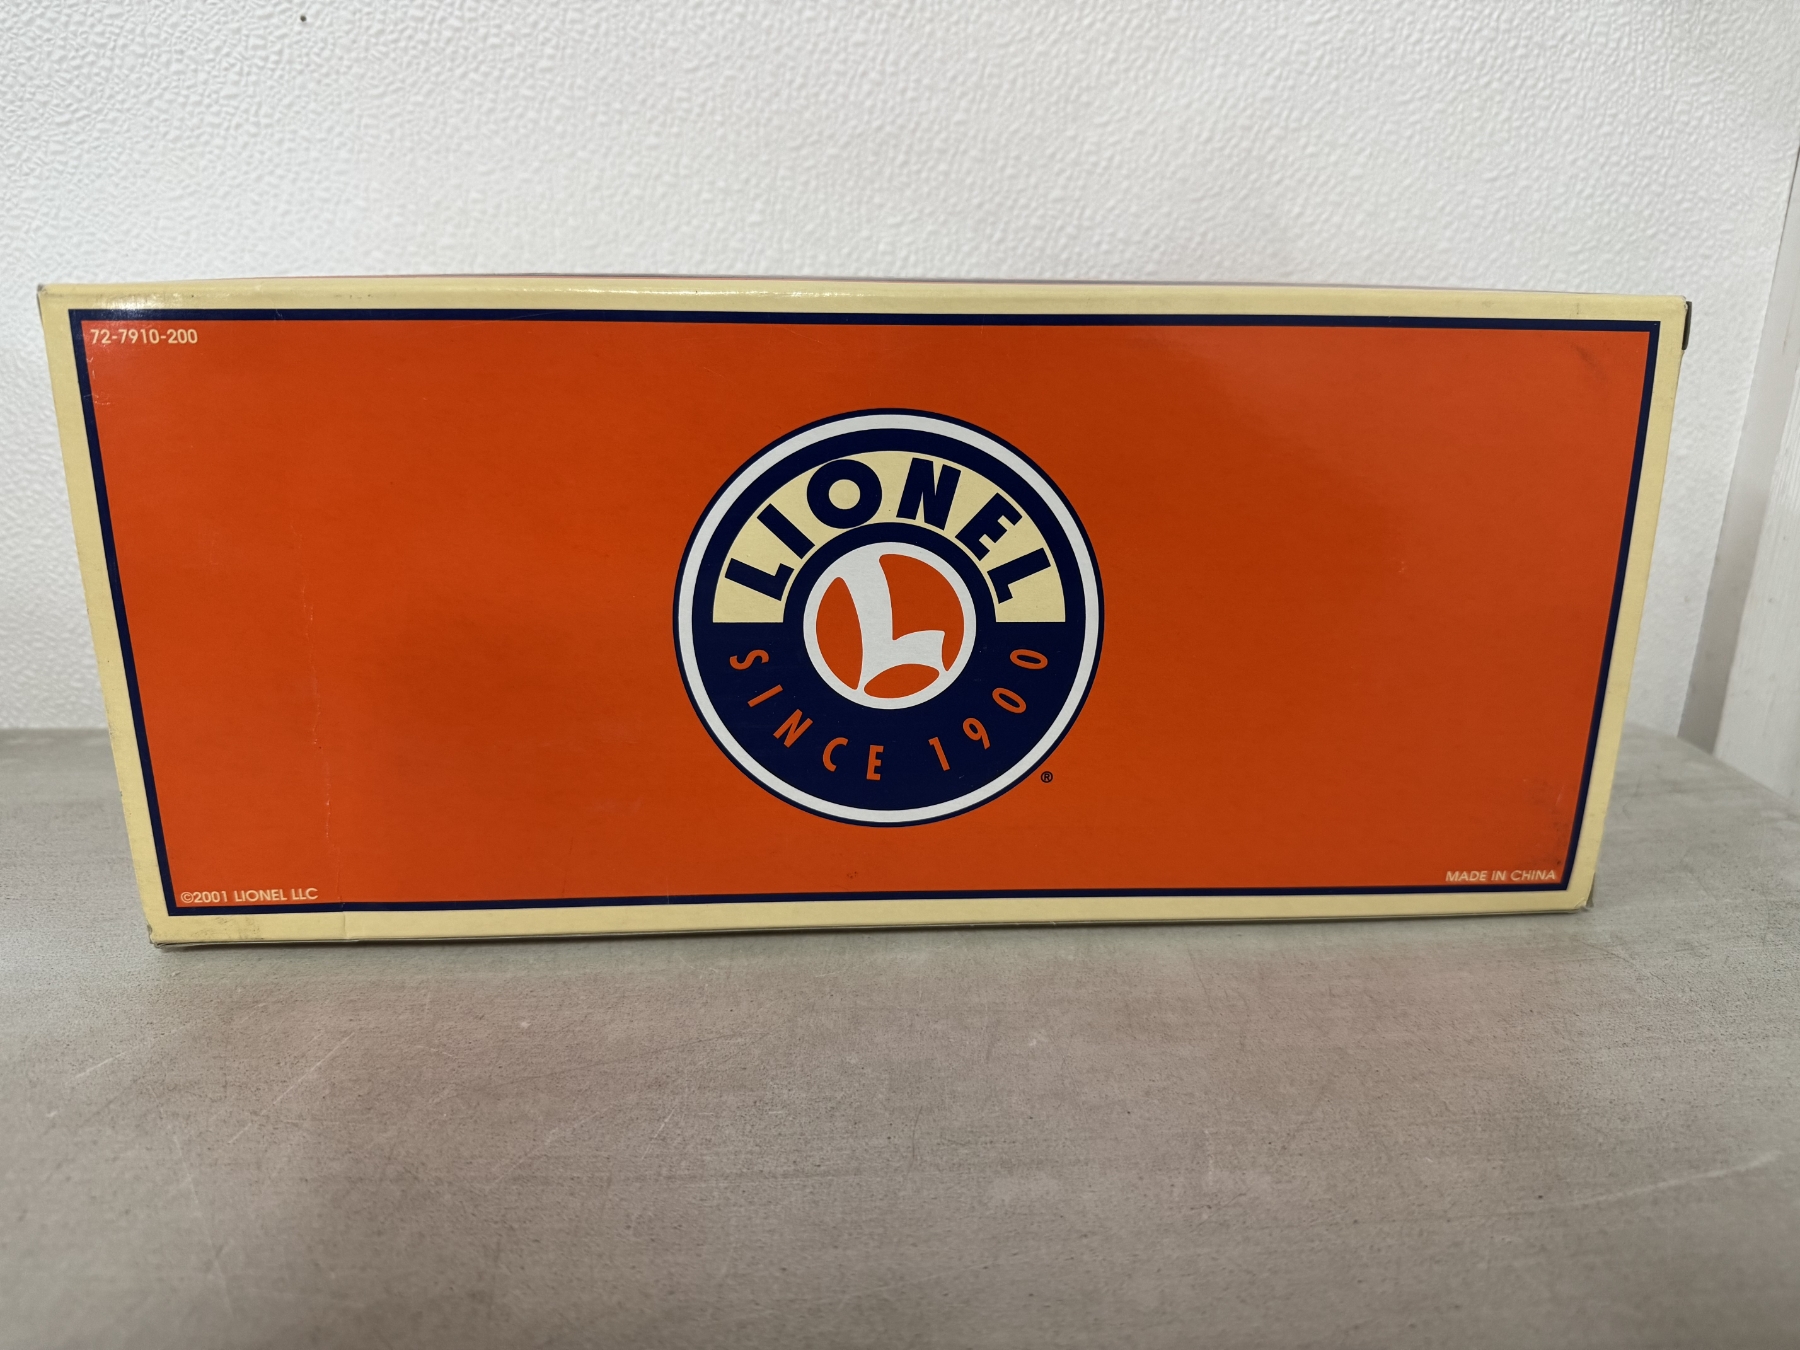 72-7910-200
LIONEL
L
SINCE 1900
®
©2001 LIONEL LLC
MADE IN CHINA